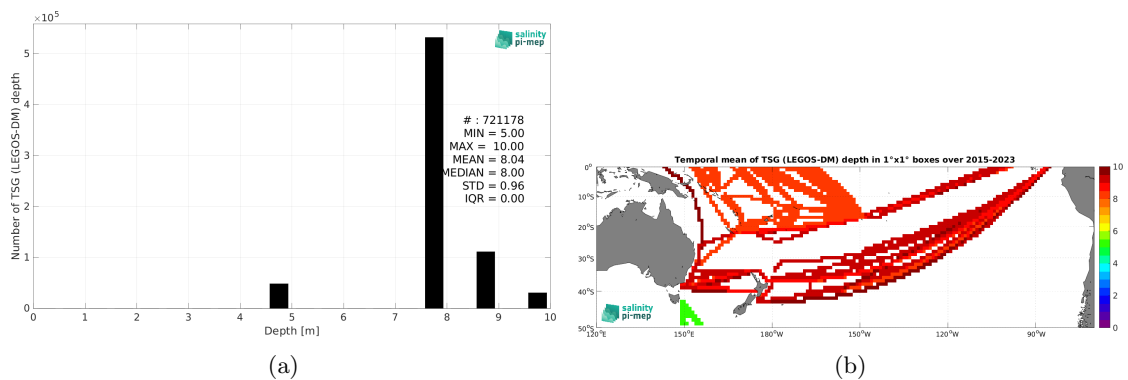 ×10⁵
5
4
3
2
1
0
Number of TSG (LEGOS-DM) depth
salinity
pi-mep
# : 721178
MIN = 5.00
MAX = 10.00
MEAN = 8.04
MEDIAN = 8.00
STD = 0.96
IQR = 0.00
0 1 2 3 4 5 6 7 8 9 10
Depth [m]
(a)
Temporal mean of TSG (LEGOS-DM) depth in 1°x1° boxes over 2015-2023
0°
10°S
20°S
30°S
40°S
50°S
120°E 150°E 180°W 150°W 120°W 90°W
salinity
pi-mep
10
8
6
4
2
0
(b)